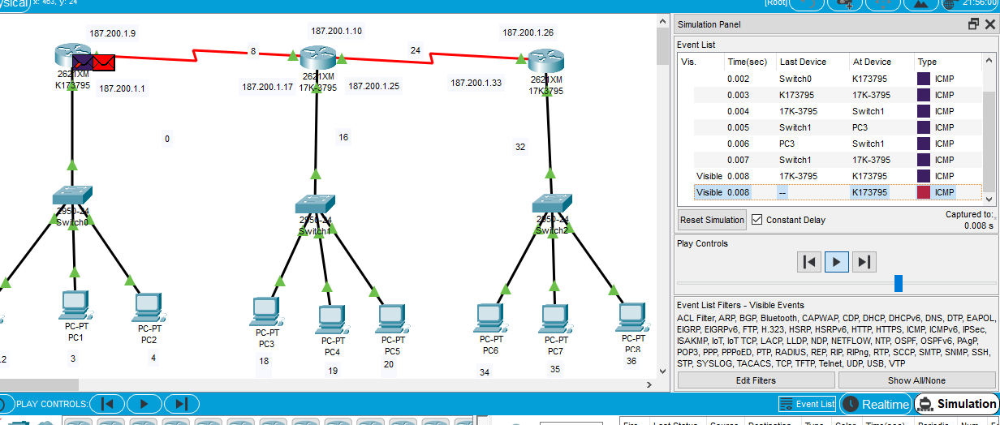 ysical
x: 463, y: 24
[Root]
21:56:00
187.200.1.9
187.200.1.10
187.200.1.26
8
24
2621XM
K173795
187.200.1.1
2621XM
17K-3795
187.200.1.17
187.200.1.25
187.200.1.33
2621XM
17K3795
0
16
32
2950-24
Switch0
2950-24
Switch1
2950-24
Switch2
PC-PT
PC1
PC-PT
PC2
PC-PT
PC3
PC-PT
PC4
PC-PT
PC5
PC-PT
PC6
PC-PT
PC7
PC-PT
PC8
.2
3
4
18
19
20
34
35
36
Simulation Panel
Event List
Vis. Time(sec) Last Device At Device Type
0.002 Switch0 K173795 ICMP
0.003 K173795 17K-3795 ICMP
0.004 17K-3795 Switch1 ICMP
0.005 Switch1 PC3 ICMP
0.006 PC3 Switch1 ICMP
0.007 Switch1 17K-3795 ICMP
Visible 0.008 17K-3795 K173795 ICMP
Visible 0.008 -- K173795 ICMP
Reset Simulation
Constant Delay
Captured to:
0.008 s
Play Controls
Event List Filters - Visible Events
ACL Filter, ARP, BGP, Bluetooth, CAPWAP, CDP, DHCP, DHCPv6, DNS, DTP, EAPOL,
EIGRP, EIGRPv6, FTP, H.323, HSRP, HSRPv6, HTTP, HTTPS, ICMP, ICMPv6, IPSec,
ISAKMP, IoT, IoT TCP, LACP, LLDP, NDP, NETFLOW, NTP, OSPF, OSPFv6, PAgP,
POP3, PPP, PPPoED, PTP, RADIUS, REP, RIP, RIPng, RTP, SCCP, SMTP, SNMP, SSH,
STP, SYSLOG, TACACS, TCP, TFTP, Telnet, UDP, USB, VTP
Edit Filters
Show All/None
PLAY CONTROLS:
Event List
Realtime
Simulation
Fire Last Status Source Destination Type Color Time(sec) Periodic Num